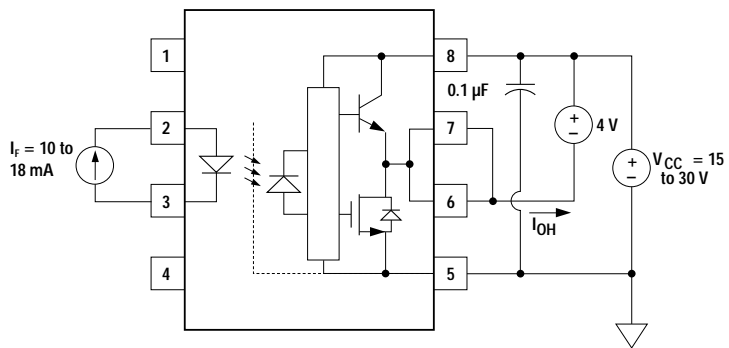 1
8
0.1 µF
+
−
4 V
I_F = 10 to
18 mA
2
7
+
−
V_CC = 15
to 30 V
3
6
I_OH
4
5